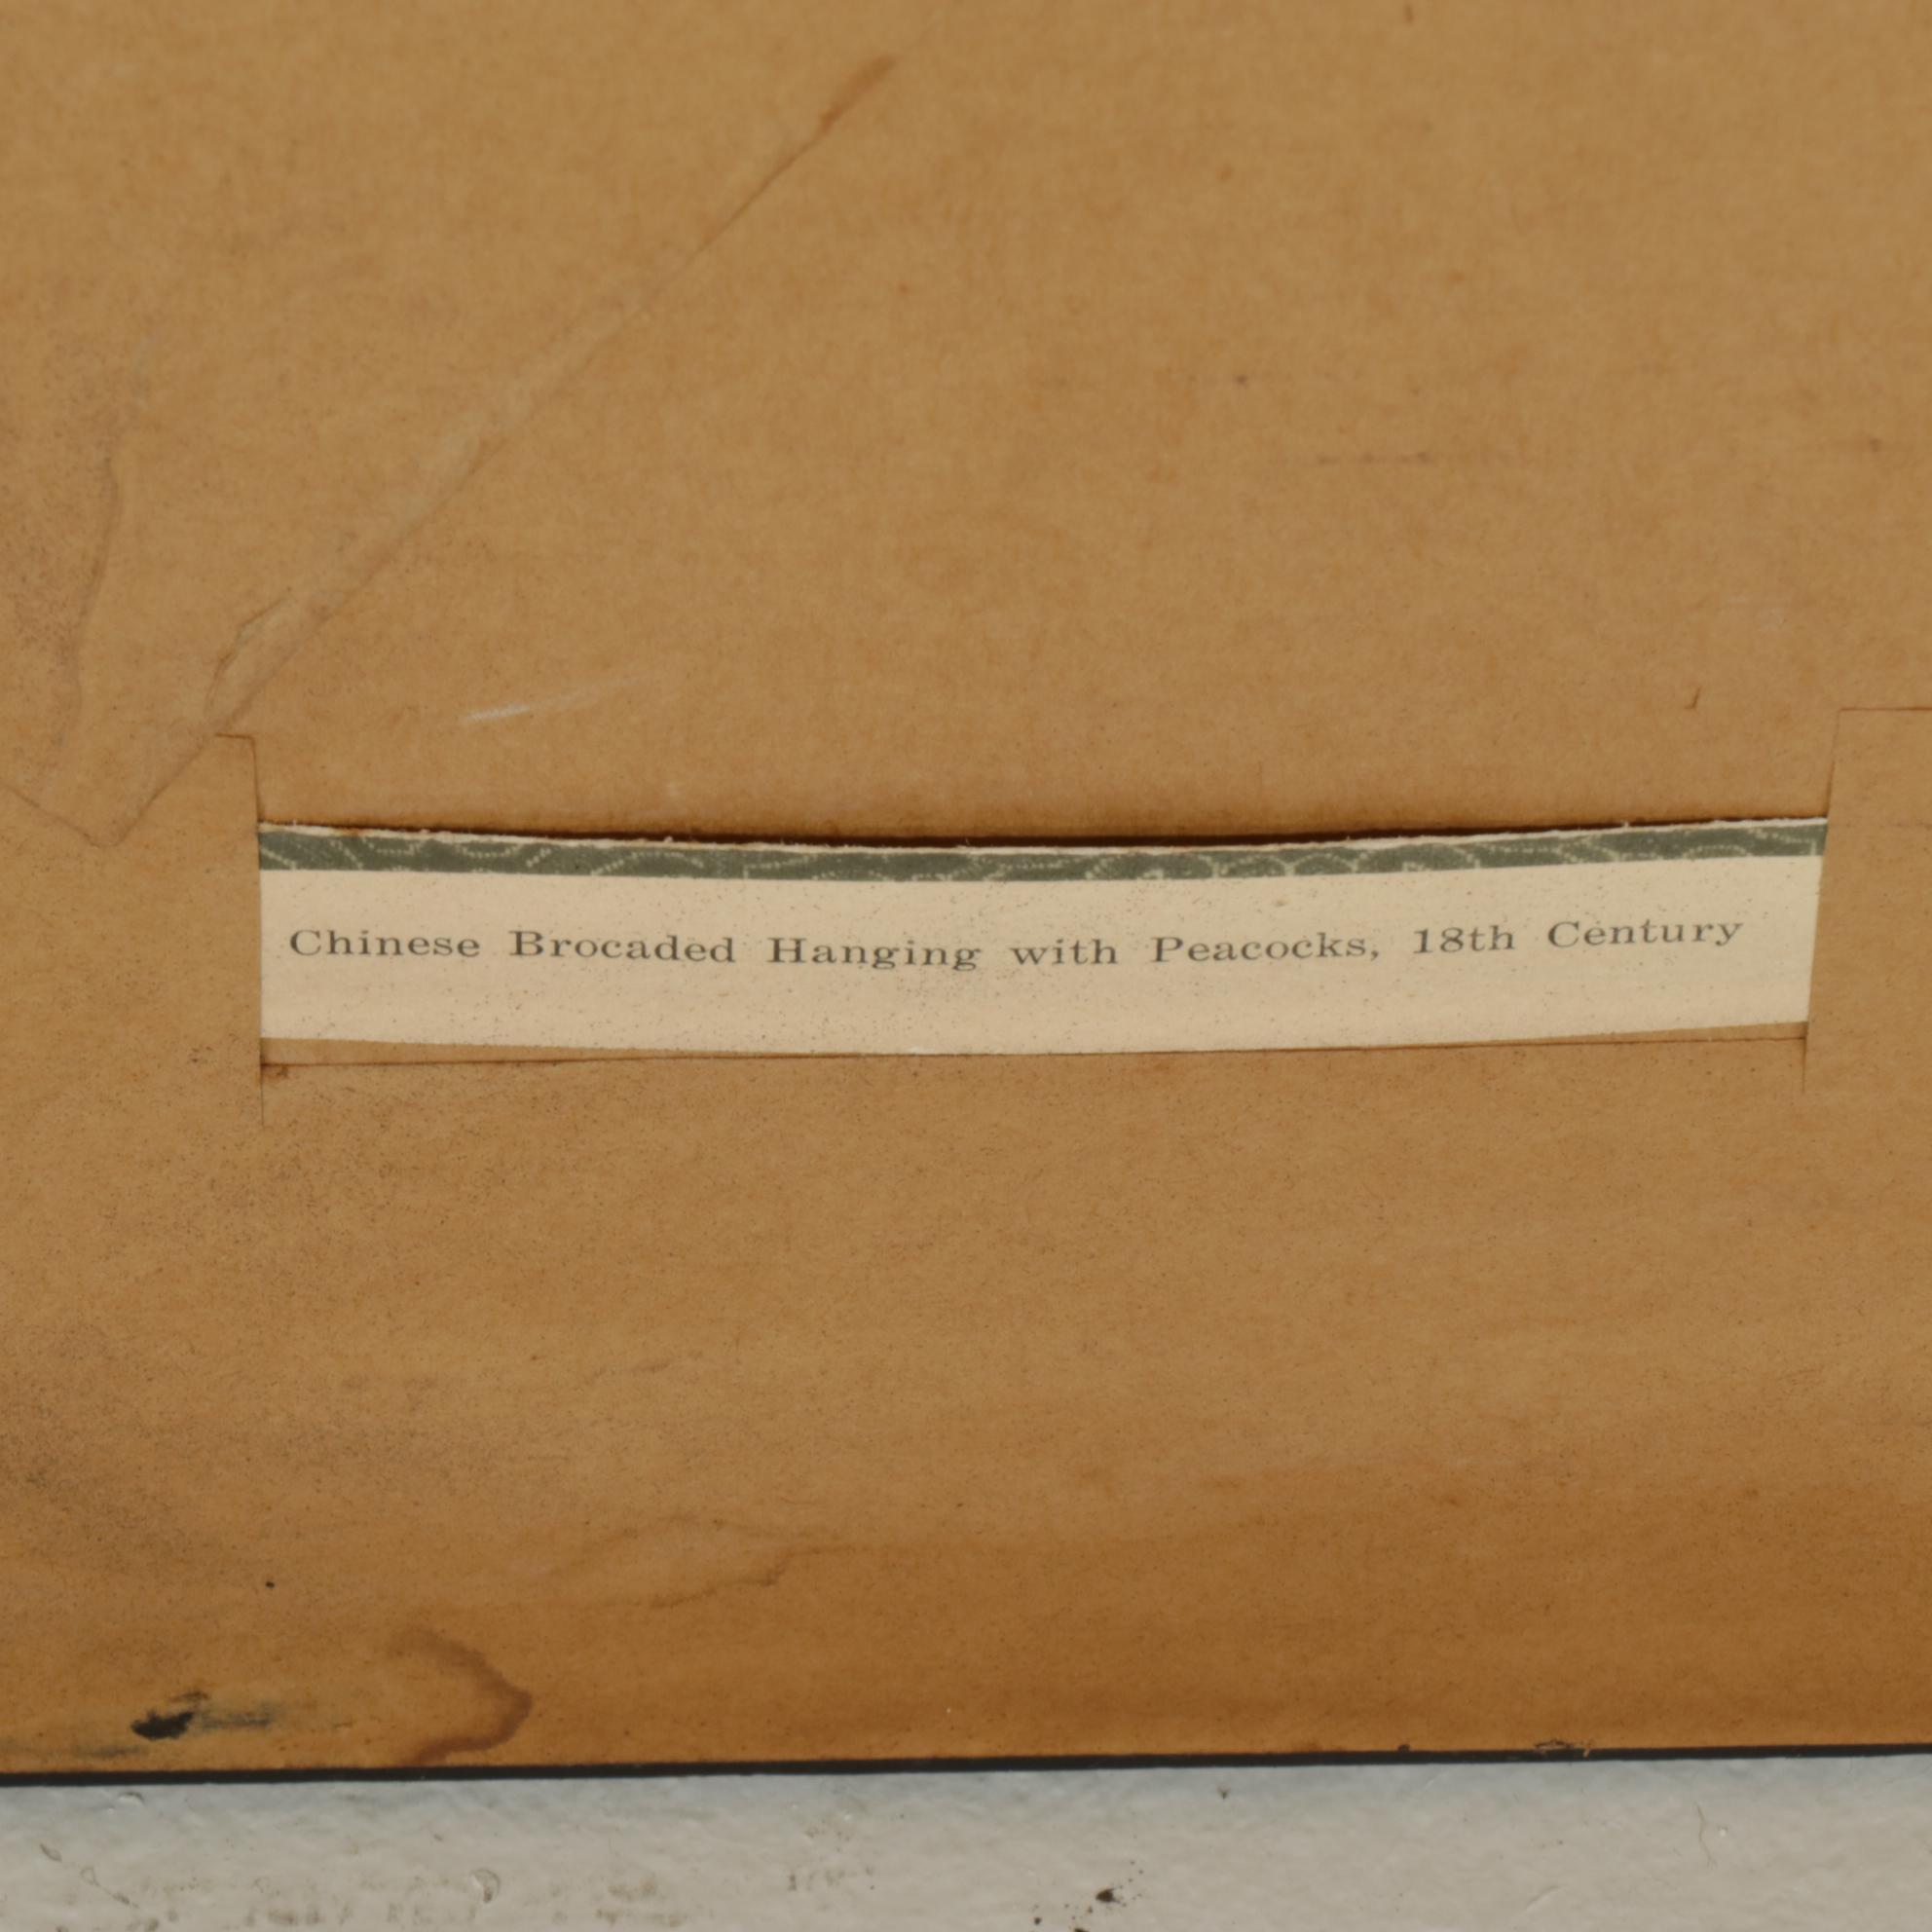 Chinese Brocaded Hanging with Peacocks, 18th Century